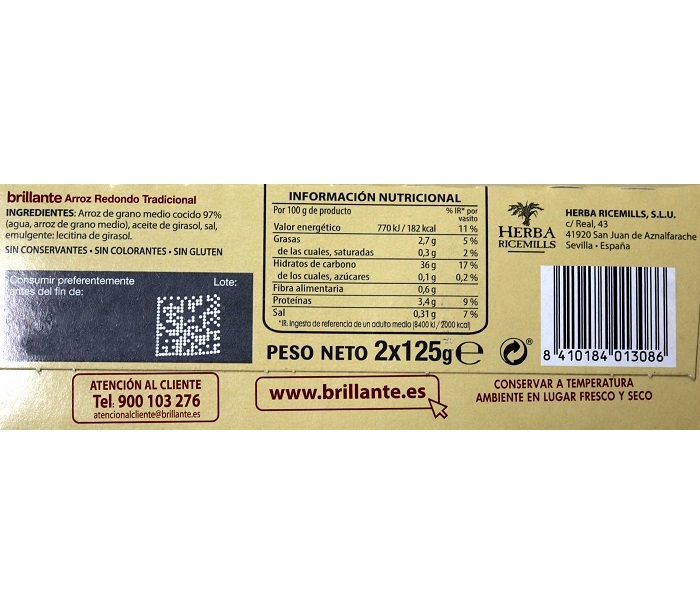 brillante Arroz Redondo Tradicional
INGREDIENTES: Arroz de grano medio cocido 97%
(agua, arroz de grano medio), aceite de girasol, sal,
emulgente: lecitina de girasol.
SIN CONSERVANTES • SIN COLORANTES • SIN GLUTEN
Consumir preferentemente
antes del fin de:
Lote:
INFORMACIÓN NUTRICIONAL
Por 100 g de producto % IR* por
vasito
Valor energético 770 kJ / 182 kcal 11 %
Grasas 2,7 g 5 %
de las cuales, saturadas 0,3 g 2 %
Hidratos de carbono 36 g 17 %
de los cuales, azúcares 0,1 g 0,2 %
Fibra alimentaria 0,6 g
Proteínas 3,4 g 9 %
Sal 0,31 g 7 %
*IR: Ingesta de referencia de un adulto medio (8400 kJ / 2000 kcal)
PESO NETO 2x125g e
HERBA
RICEMILLS
HERBA RICEMILLS, S.L.U.
c/ Real, 43
41920 San Juan de Aznalfarache
Sevilla • España
®
8 410184 013086
ATENCIÓN AL CLIENTE
Tel: 900 103 276
atencionalcliente@brillante.es
www.brillante.es
CONSERVAR A TEMPERATURA
AMBIENTE EN LUGAR FRESCO Y SECO